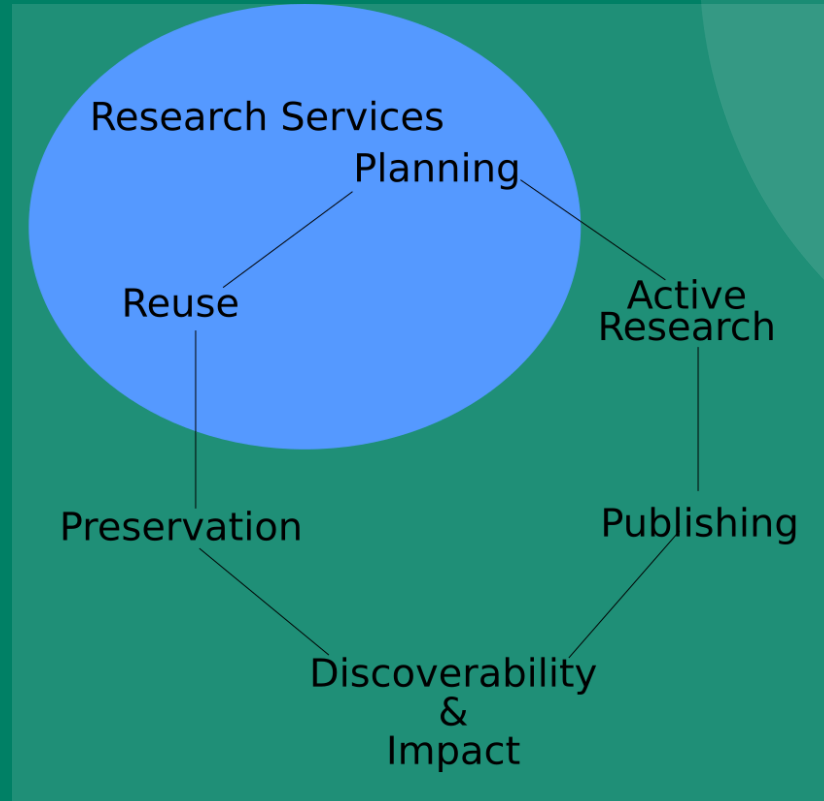 Research Services
Planning
Reuse
Active
Research
Preservation
Publishing
Discoverability
&
Impact